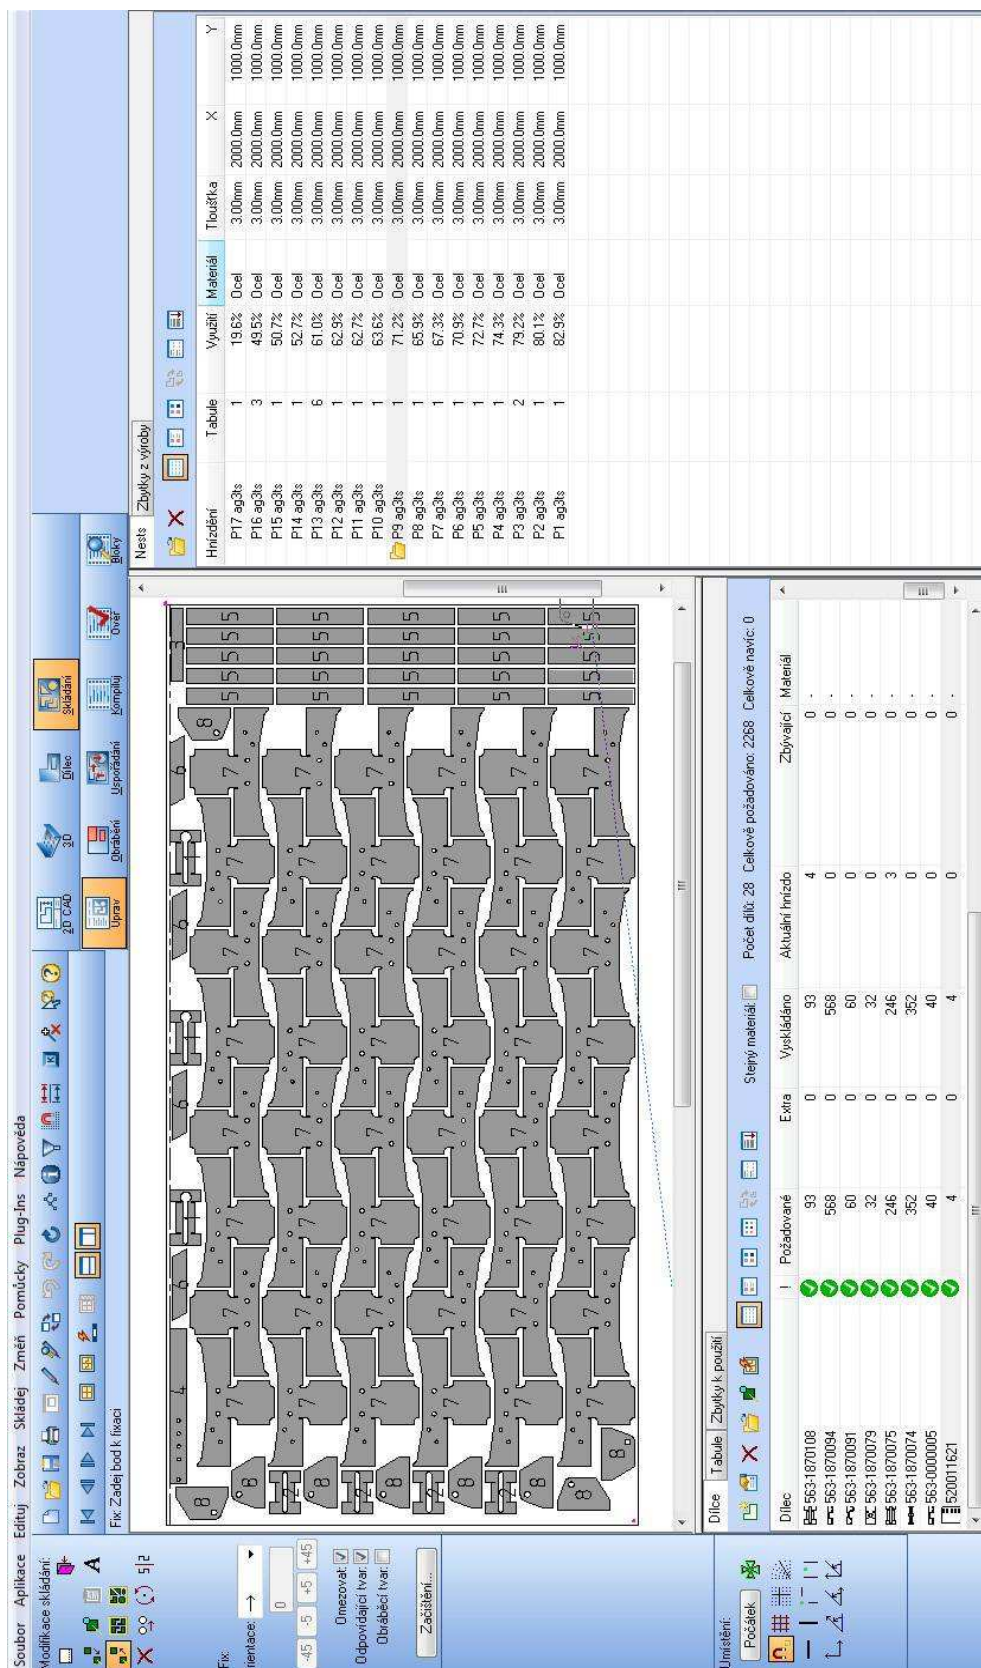 Soubor Aplikace Edituj Zobraz Skládej Změň Pomůcky Plug-Ins Nápověda
2D CAD 3D Dílec Skládání
Uprav Obrábění Uspořádání Kompiluj Ověř Bloky
Modifikace skládání:
Fix: Zadej bod k fixaci
Fix:
rientace:
0
-45 -5 +5 +45
Omezovat:
Odpovídající tvar:
Obráběcí tvar:
Začištění...
Umístění:
Počátek
Nests Zbytky z výroby
Hnízdění Tabule Využití Materiál Tloušťka X Y
P17 ag3ts 1 19.6% Ocel 3.00mm 2000.0mm 1000.0mm
P16 ag3ts 3 49.5% Ocel 3.00mm 2000.0mm 1000.0mm
P15 ag3ts 1 50.7% Ocel 3.00mm 2000.0mm 1000.0mm
P14 ag3ts 1 52.7% Ocel 3.00mm 2000.0mm 1000.0mm
P13 ag3ts 6 61.0% Ocel 3.00mm 2000.0mm 1000.0mm
P12 ag3ts 1 62.9% Ocel 3.00mm 2000.0mm 1000.0mm
P11 ag3ts 1 62.7% Ocel 3.00mm 2000.0mm 1000.0mm
P10 ag3ts 1 63.6% Ocel 3.00mm 2000.0mm 1000.0mm
P9 ag3ts 1 71.2% Ocel 3.00mm 2000.0mm 1000.0mm
P8 ag3ts 1 65.9% Ocel 3.00mm 2000.0mm 1000.0mm
P7 ag3ts 1 67.3% Ocel 3.00mm 2000.0mm 1000.0mm
P6 ag3ts 1 70.9% Ocel 3.00mm 2000.0mm 1000.0mm
P5 ag3ts 1 72.7% Ocel 3.00mm 2000.0mm 1000.0mm
P4 ag3ts 1 74.3% Ocel 3.00mm 2000.0mm 1000.0mm
P3 ag3ts 2 79.2% Ocel 3.00mm 2000.0mm 1000.0mm
P2 ag3ts 1 80.1% Ocel 3.00mm 2000.0mm 1000.0mm
P1 ag3ts 1 82.9% Ocel 3.00mm 2000.0mm 1000.0mm
Dílce Tabule Zbytky k použití
Stejný materiál: Počet dílů: 28 Celkově požadováno: 2268 Celkově navíc: 0
Dílec ! Požadované Extra Vyskládáno Aktuální hnízdo Zbývající Materiál
563-1870108 93 0 93 4 0 -
563-1870094 568 0 568 0 0 -
563-1870091 60 0 60 0 0 -
563-1870079 32 0 32 0 0 -
563-1870075 246 0 246 3 0 -
563-1870074 352 0 352 0 0 -
563-0000005 40 0 40 0 0 -
520011621 4 0 4 0 0 -